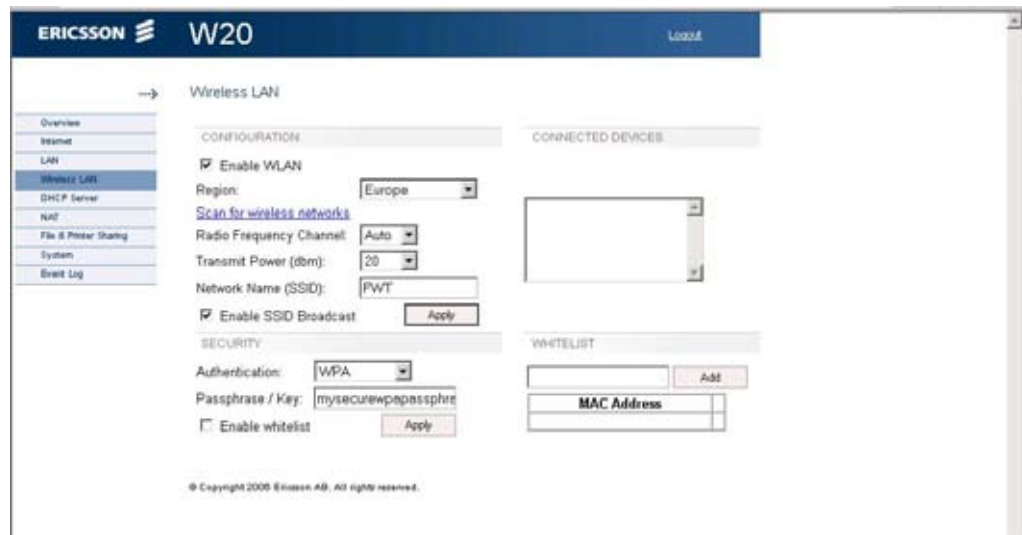 ERICSSON W20 Logout
Wireless LAN
Overview
Internet
LAN
Wireless LAN
DHCP Server
NAT
File & Printer Sharing
System
Event Log
CONFIGURATION
Enable WLAN
Region: Europe
Scan for wireless networks
Radio Frequency Channel: Auto
Transmit Power (dbm): 20
Network Name (SSID): PWT
Enable SSID Broadcast Apply
CONNECTED DEVICES
SECURITY
Authentication: WPA
Passphrase / Key: mysecurewpapassphra
Enable whitelist Apply
WHITELIST
Add
MAC Address
© Copyright 2006 Ericsson AB. All rights reserved.